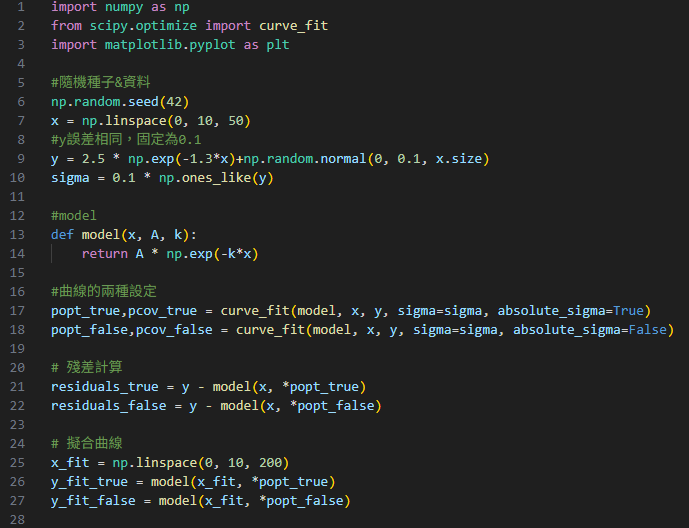 1 import numpy as np
2 from scipy.optimize import curve_fit
3 import matplotlib.pyplot as plt
4
5 #隨機種子&資料
6 np.random.seed(42)
7 x = np.linspace(0, 10, 50)
8 #y誤差相同，固定為0.1
9 y = 2.5 * np.exp(-1.3*x)+np.random.normal(0, 0.1, x.size)
10 sigma = 0.1 * np.ones_like(y)
11
12 #model
13 def model(x, A, k):
14     return A * np.exp(-k*x)
15
16 #曲線的兩種設定
17 popt_true,pcov_true = curve_fit(model, x, y, sigma=sigma, absolute_sigma=True)
18 popt_false,pcov_false = curve_fit(model, x, y, sigma=sigma, absolute_sigma=False)
19
20 # 殘差計算
21 residuals_true = y - model(x, *popt_true)
22 residuals_false = y - model(x, *popt_false)
23
24 # 擬合曲線
25 x_fit = np.linspace(0, 10, 200)
26 y_fit_true = model(x_fit, *popt_true)
27 y_fit_false = model(x_fit, *popt_false)
28